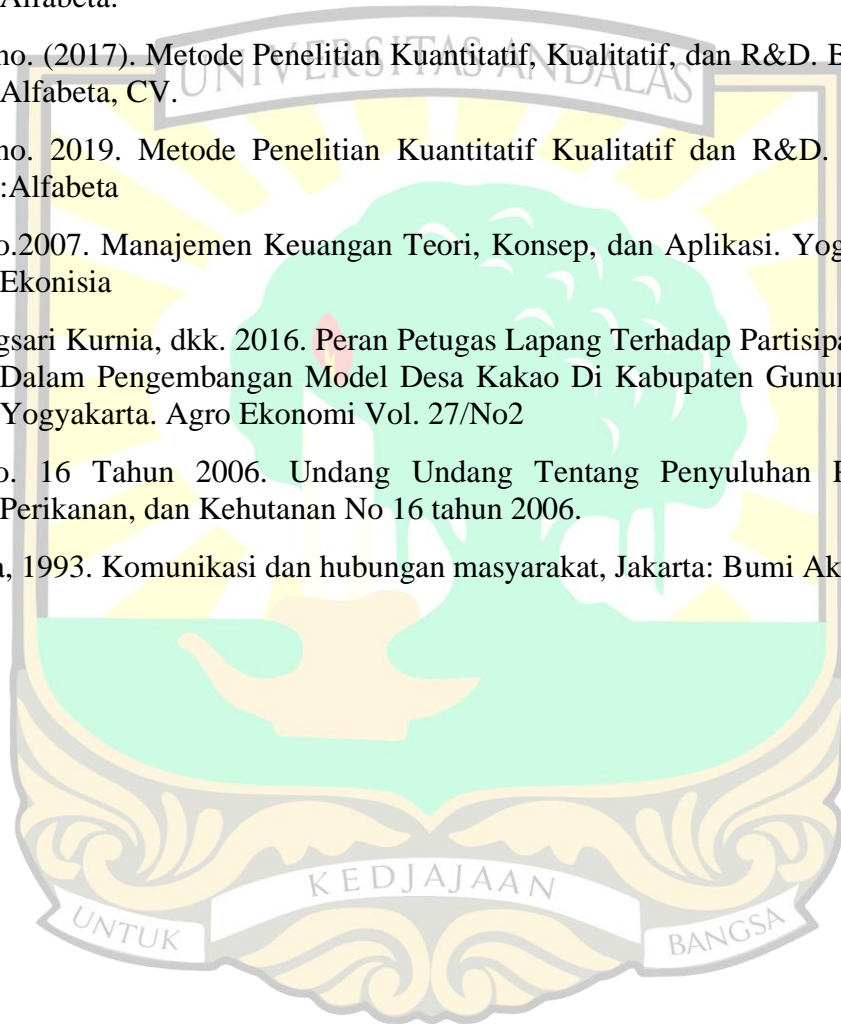 Alfabeta.
no. (2017). Metode Penelitian Kuantitatif, Kualitatif, dan R&D. B
Alfabeta, CV.
no. 2019. Metode Penelitian Kuantitatif Kualitatif dan R&D.
:Alfabeta
o.2007. Manajemen Keuangan Teori, Konsep, dan Aplikasi. Yog
Ekonisia
gsari Kurnia, dkk. 2016. Peran Petugas Lapang Terhadap Partisipa
Dalam Pengembangan Model Desa Kakao Di Kabupaten Gunun
Yogyakarta. Agro Ekonomi Vol. 27/No2
o. 16 Tahun 2006. Undang Undang Tentang Penyuluhan
Perikanan, dan Kehutanan No 16 tahun 2006.
a, 1993. Komunikasi dan hubungan masyarakat, Jakarta: Bumi Ak
UNIVERSITAS ANDALAS
KEDJAJAAN
UNTUK
BANGSA